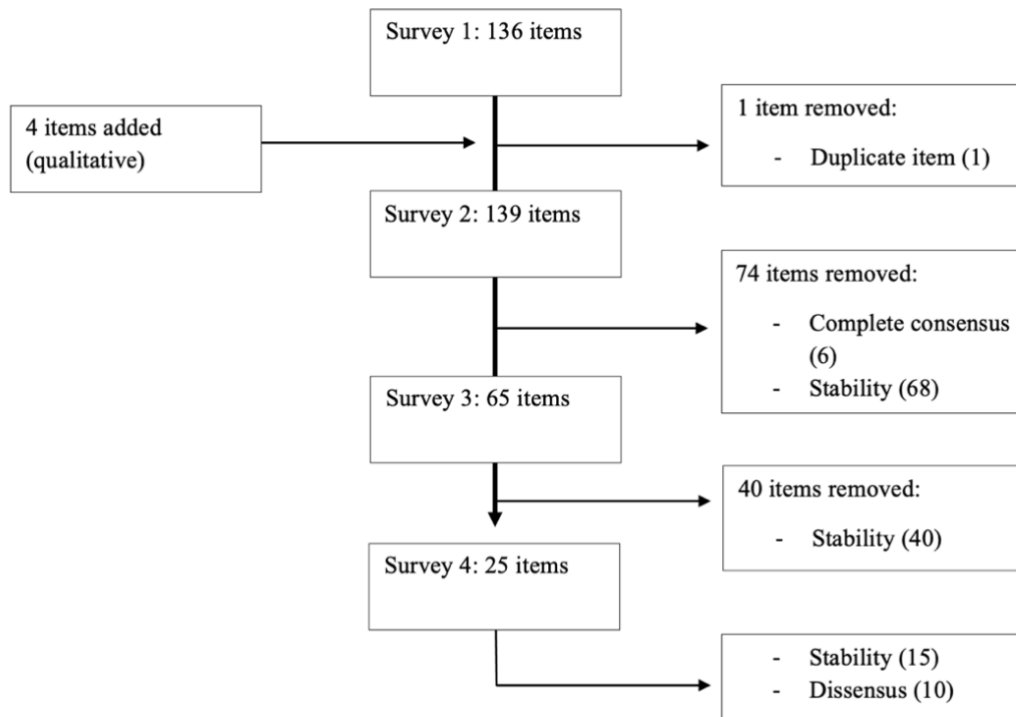 Survey 1: 136 items
4 items added
(qualitative)
1 item removed:
- Duplicate item (1)
Survey 2: 139 items
74 items removed:
- Complete consensus
(6)
- Stability (68)
Survey 3: 65 items
40 items removed:
- Stability (40)
Survey 4: 25 items
- Stability (15)
- Dissensus (10)